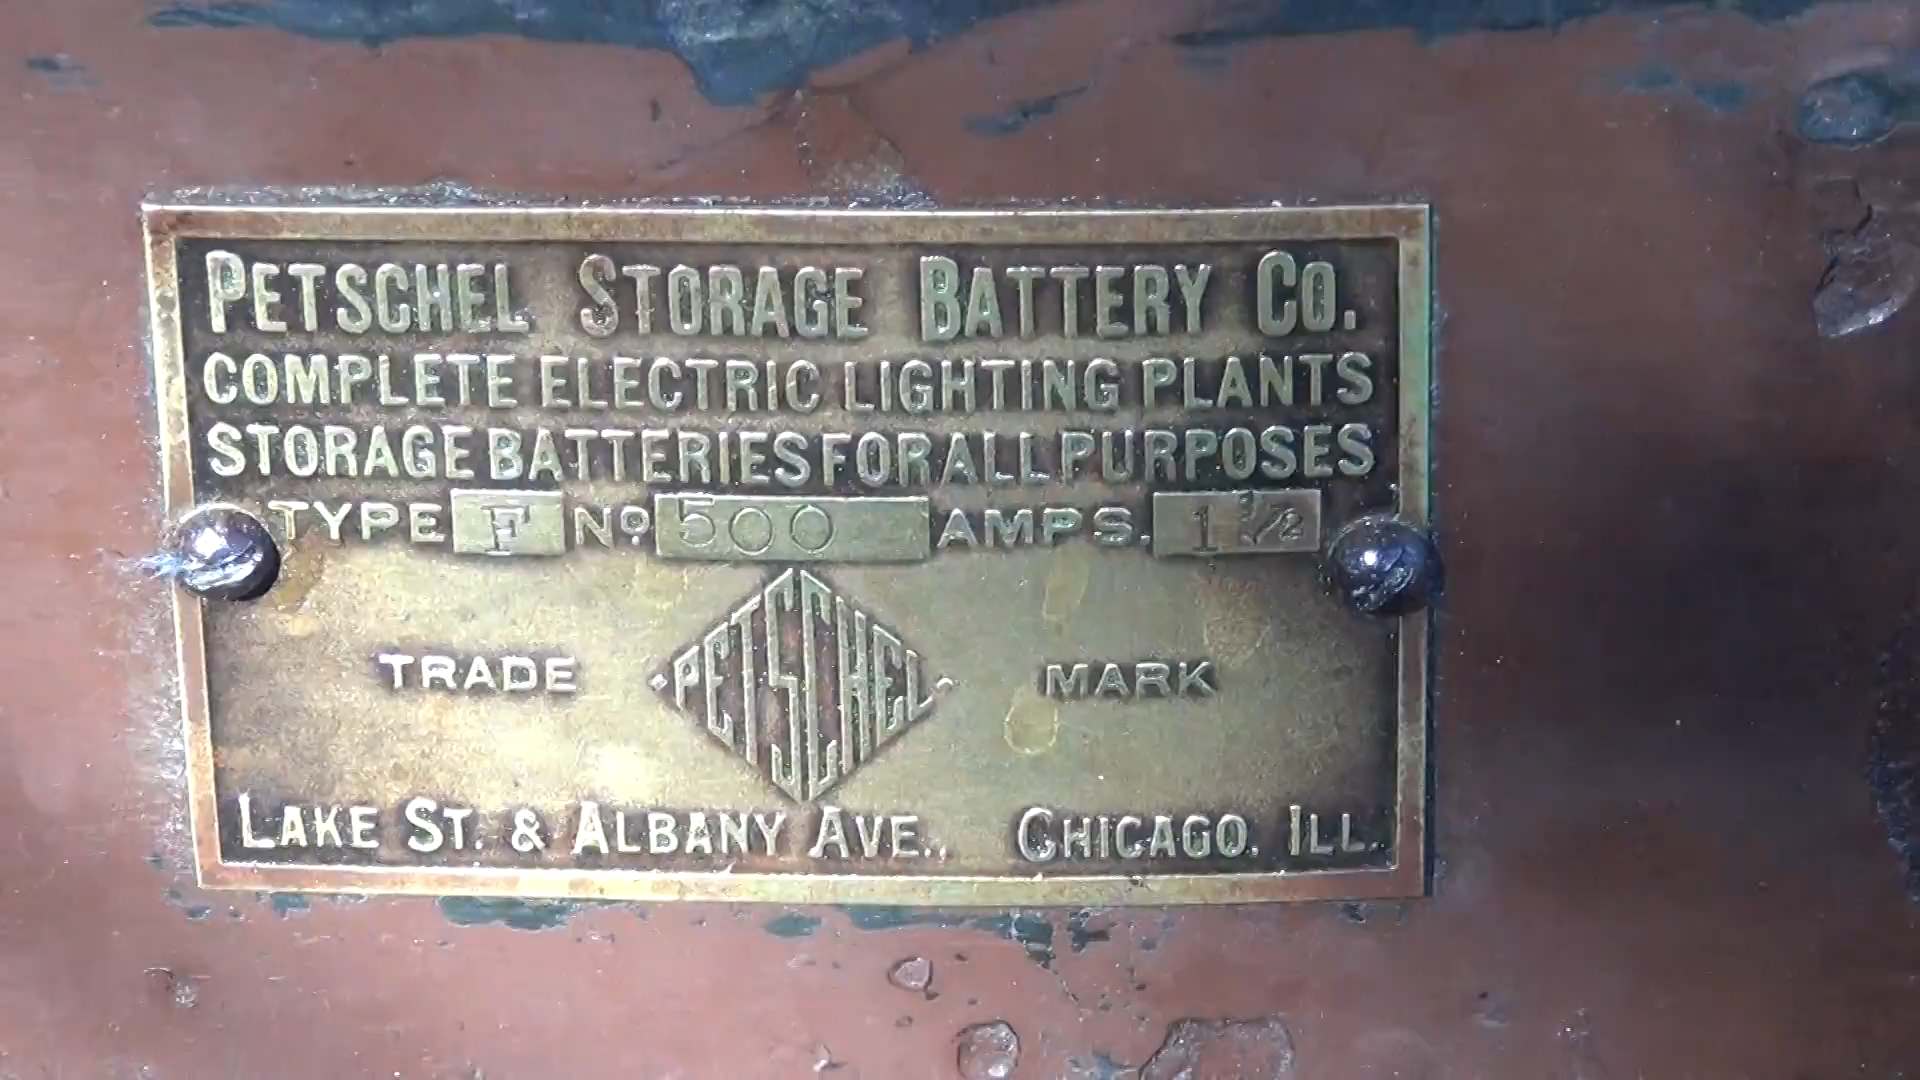 PETSCHEL STORAGE BATTERY CO.
COMPLETE ELECTRIC LIGHTING PLANTS
STORAGE BATTERIES FOR ALL PURPOSES
TYPE F No. 500 AMPS. 1 1/2
TRADE PETSCHEL MARK
LAKE ST. & ALBANY AVE., CHICAGO. ILL.